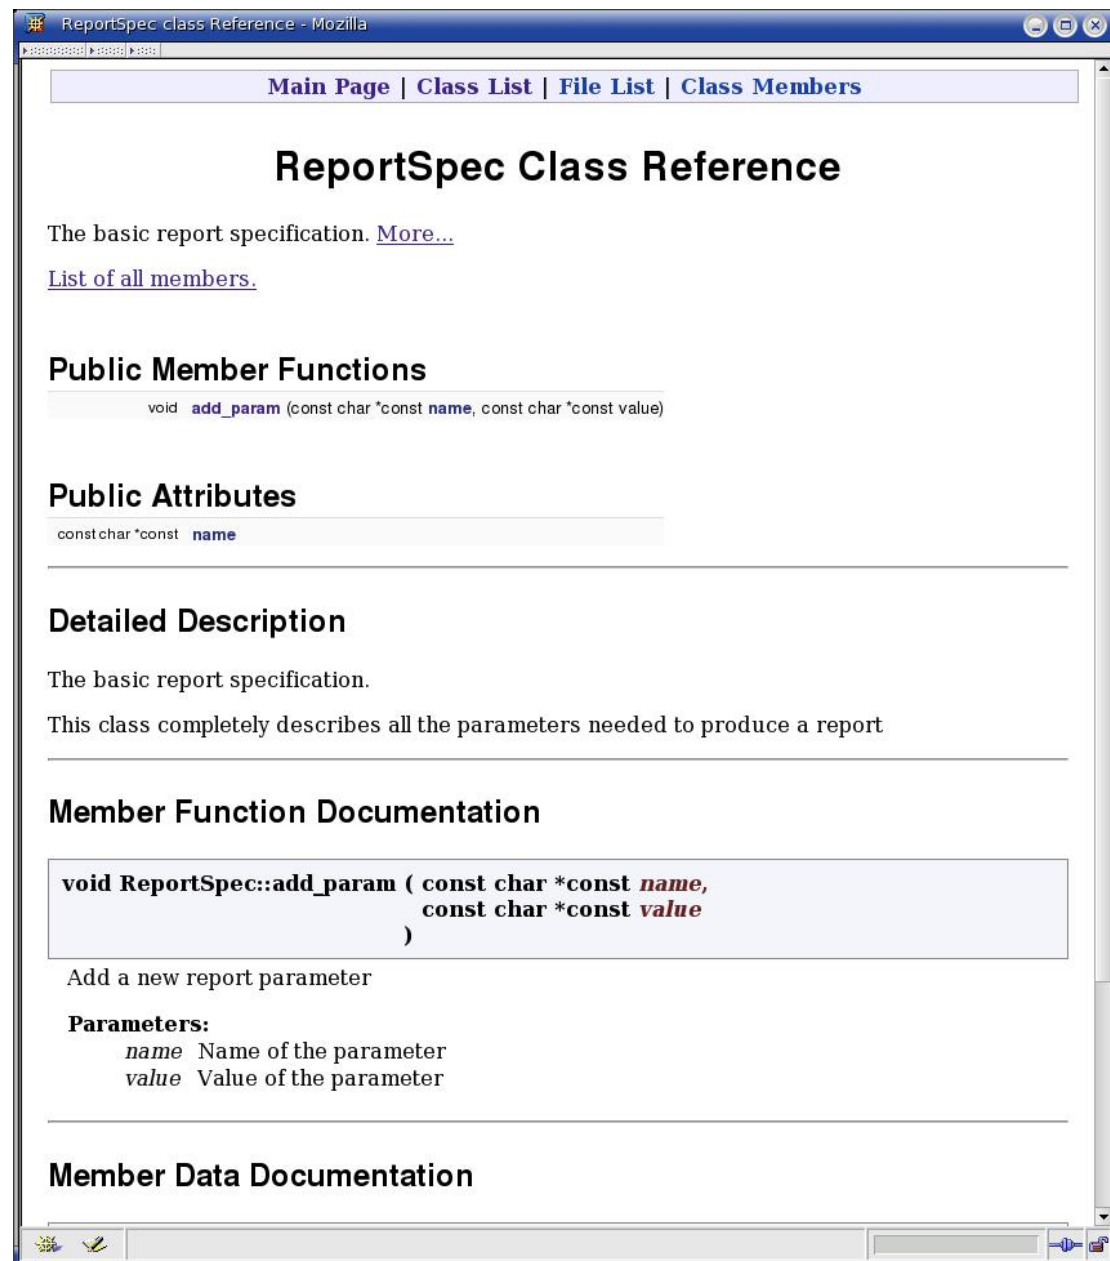 ReportSpec class Reference - Mozilla
Main Page | Class List | File List | Class Members
ReportSpec Class Reference
The basic report specification. More...
List of all members.
Public Member Functions
void add_param (const char *const name, const char *const value)
Public Attributes
const char *const name
Detailed Description
The basic report specification.
This class completely describes all the parameters needed to produce a report
Member Function Documentation
void ReportSpec::add_param ( const char *const name,
const char *const value
)
Add a new report parameter
Parameters:
name Name of the parameter
value Value of the parameter
Member Data Documentation